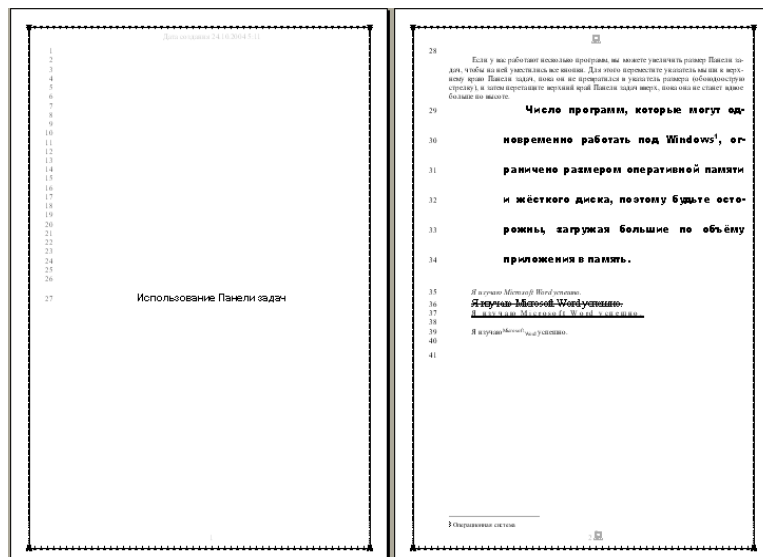 Дата создания 24.10.2004 5:11
1
2
3
4
5
6
7
8
9
10
11
12
13
14
15
16
17
18
19
20
21
22
23
24
25
26
27 Использование Панели задач
1
28
Если у вас работают несколько программ, вы можете увеличить размер Панели за-
дач, чтобы на ней уместились все кнопки. Для этого переместите указатель мыши к верх-
нему краю Панели задач, пока он не превратился в указатель размера (обоюдоострую
стрелку), и затем перетащите верхний край Панели задач вверх, пока она не станет вдвое
больше по высоте.
29 Число программ, которые могут од-
30 новременно работать под Windows¹, ог-
31 раничено размером оперативной памяти
32 и жёсткого диска, поэтому будьте осто-
33 рожны, загружая большие по объёму
34 приложения в память.
35 Я изучаю Microsoft Word успешно.
36 Я изучаю Microsoft Word успешно.
37 Я изучаю Microsoft Word успешно.
38
39 Я изучаю Microsoft Word успешно.
40
41
Операционная система
2